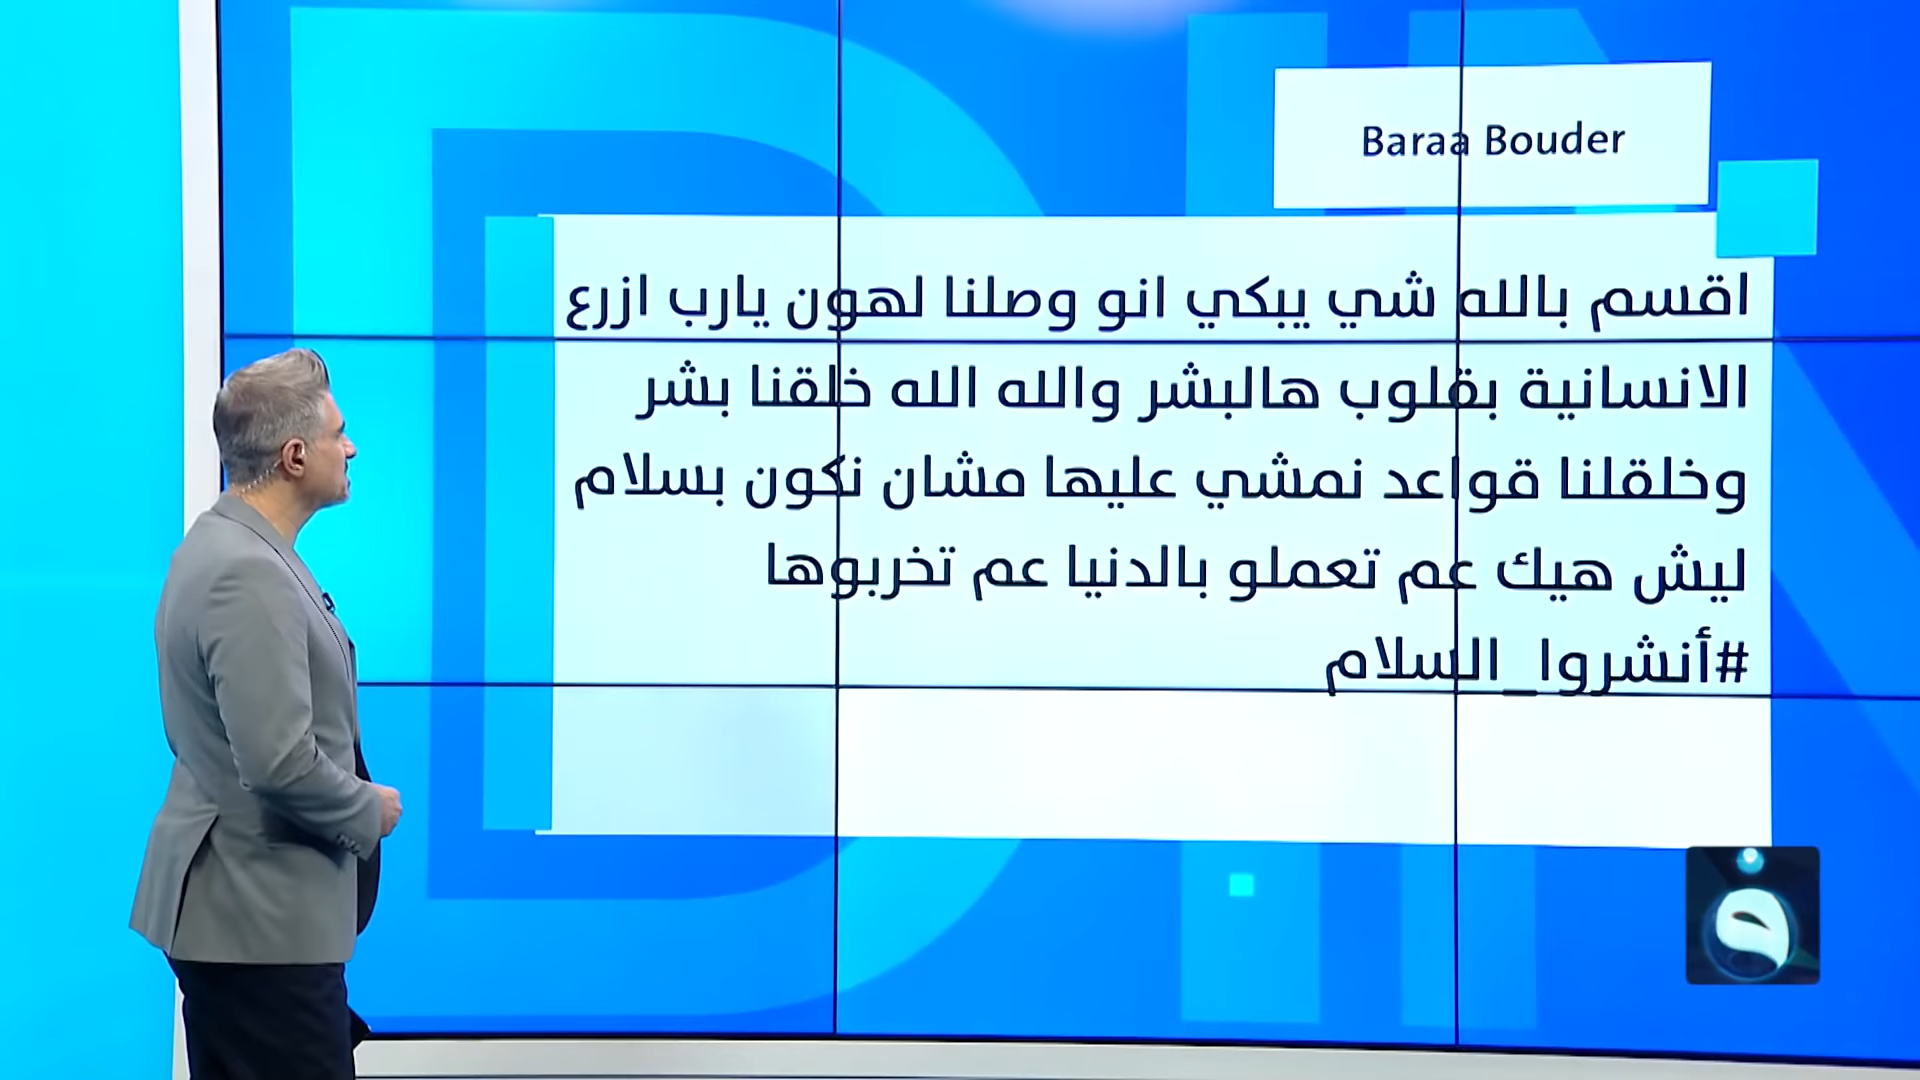 Baraa Bouder
اقسم بالله شي يبكي انو وصلنا لهون يارب ازرع
الانسانية بقلوب هالبشر والله الله خلقنا بشر
وخلقلنا قواعد نمشي عليها مشان نكون بسلام
ليش هيك عم تعملو بالدنيا عم تخربوها
#أنشروا_السلام